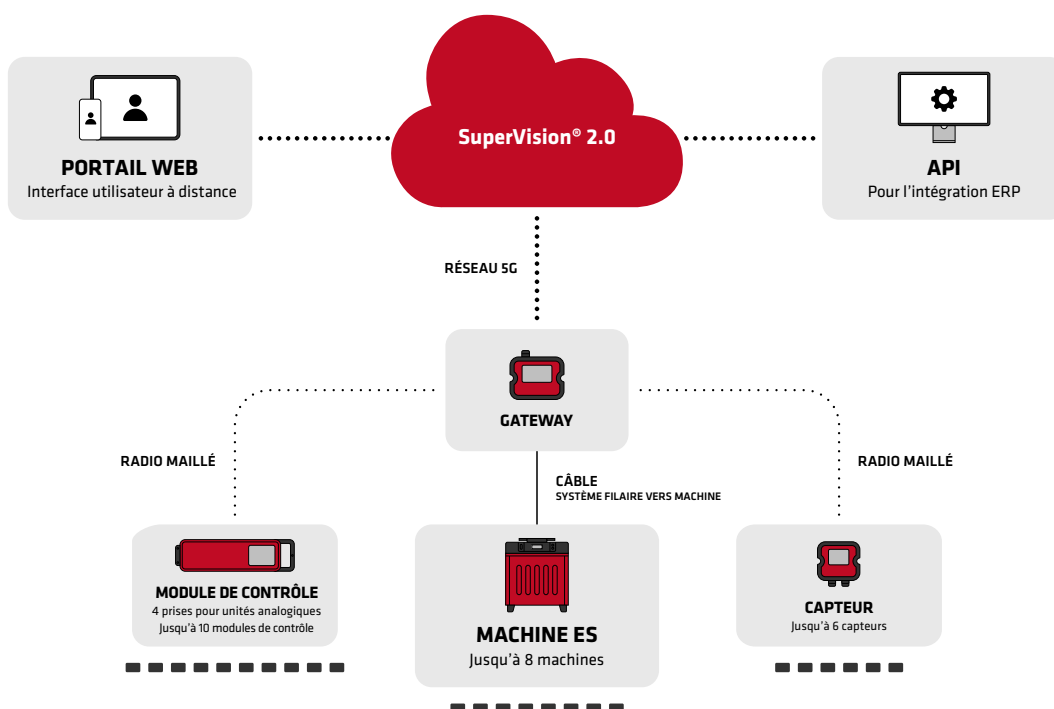 SuperVision® 2.0
PORTAIL WEB
Interface utilisateur à distance
API
Pour l'intégration ERP
RÉSEAU 5G
GATEWAY
RADIO MAILLÉ
RADIO MAILLÉ
CÂBLE
SYSTÈME FILAIRE VERS MACHINE
MODULE DE CONTRÔLE
4 prises pour unités analogiques
Jusqu'à 10 modules de contrôle
MACHINE ES
Jusqu'à 8 machines
CAPTEUR
Jusqu'à 6 capteurs